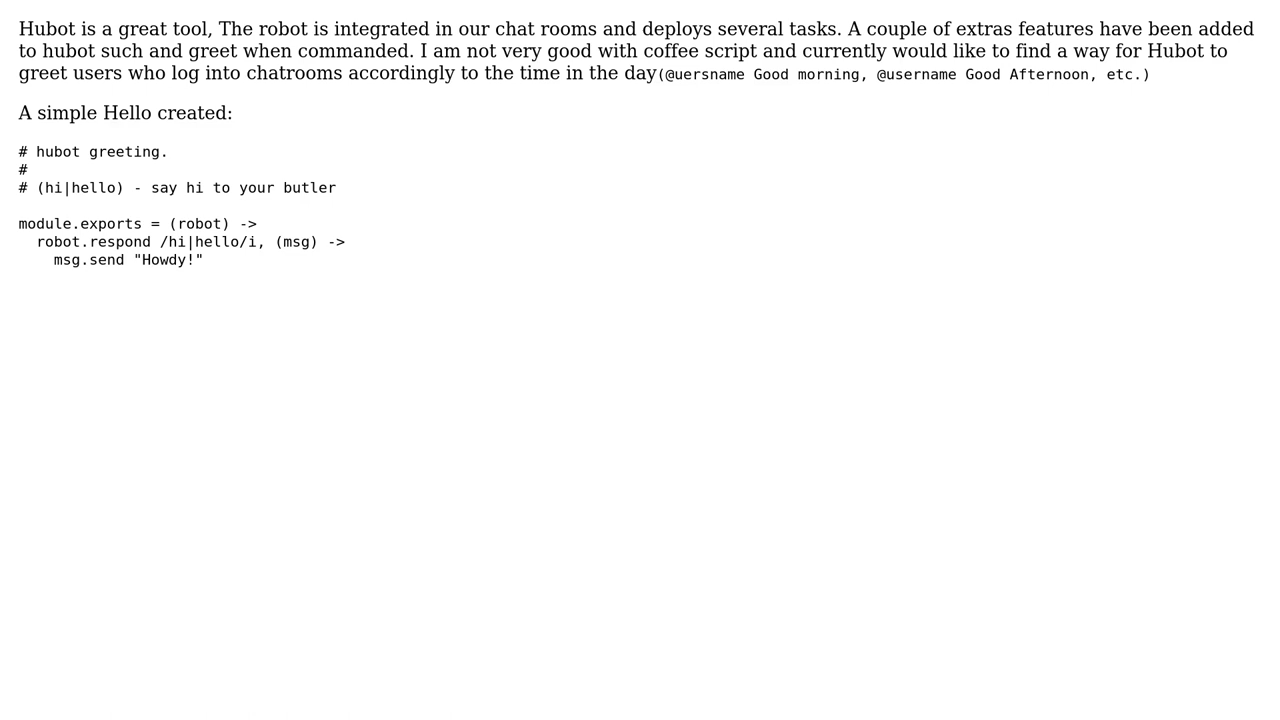 Hubot is a great tool, The robot is integrated in our chat rooms and deploys several tasks. A couple of extras features have been added
to hubot such and greet when commanded. I am not very good with coffee script and currently would like to find a way for Hubot to
greet users who log into chatrooms accordingly to the time in the day(@uersname Good morning, @username Good Afternoon, etc.)
A simple Hello created:
# hubot greeting.
#
# (hi|hello) - say hi to your butler
module.exports = (robot) ->
  robot.respond /hi|hello/i, (msg) ->
    msg.send "Howdy!"